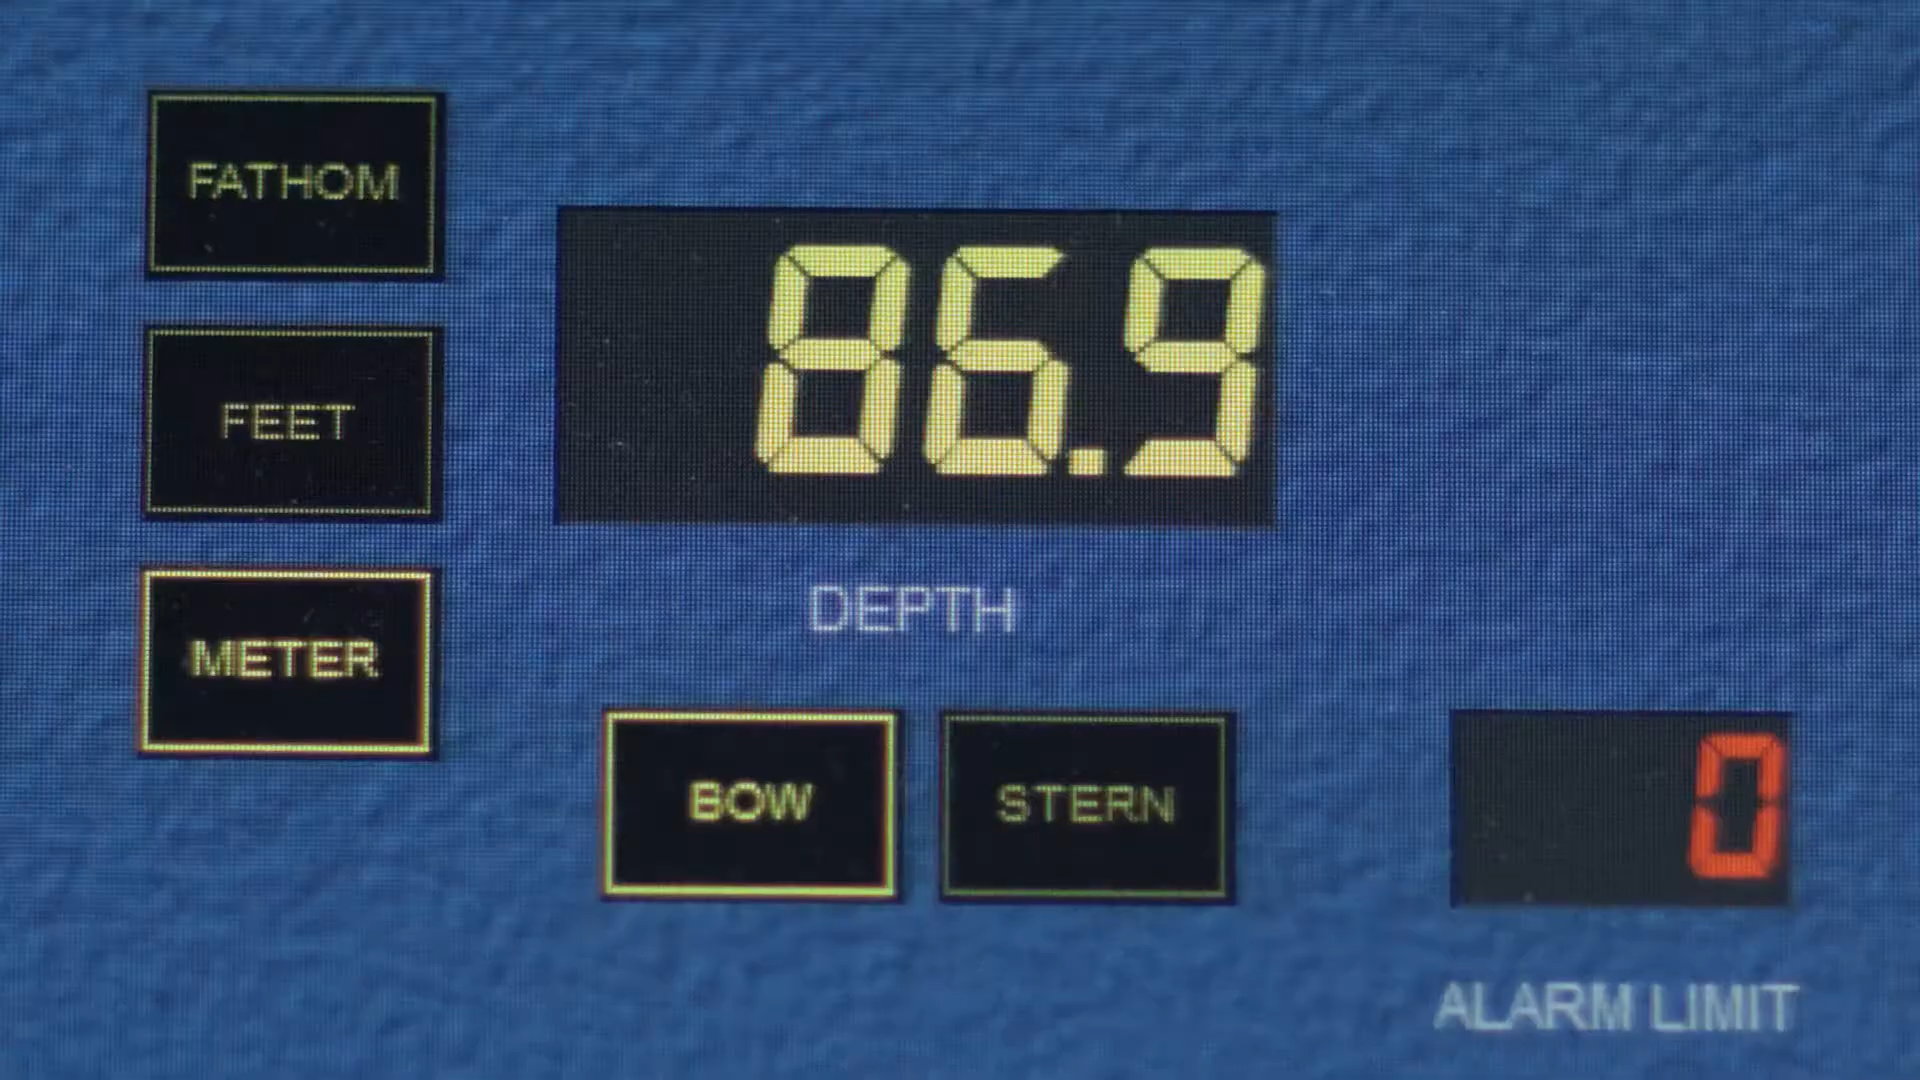 FATHOM
86.9
FEET
DEPTH
METER
BOW STERN
0
ALARM LIMIT